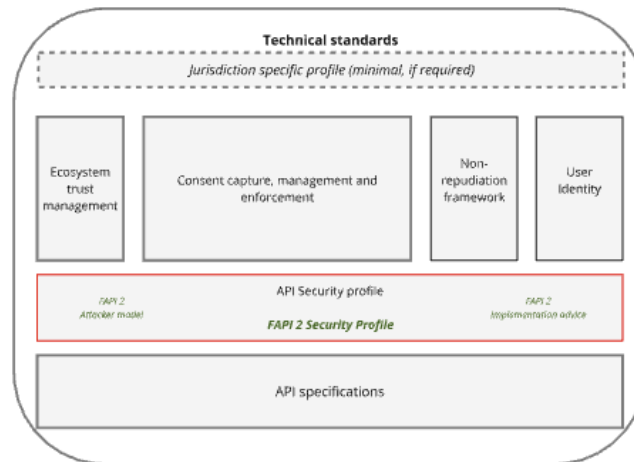 Technical standards
Jurisdiction specific profile (minimal, if required)
Ecosystem
trust
management
Consent capture, management and
enforcement
Non-
repudiation
framework
User
Identity
API Security profile
FAPI 2
Attacker model
FAPI 2 Security Profile
FAPI 2
Implementation advice
API specifications